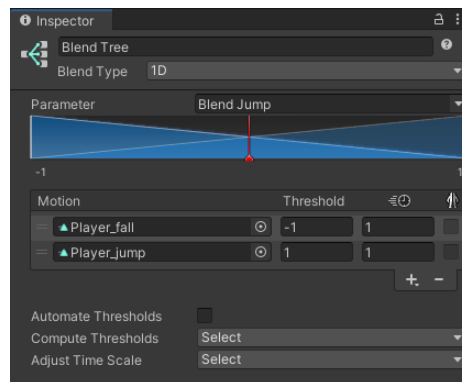 Inspector
Blend Tree
Blend Type 1D
Parameter Blend Jump
-1 1
Motion Threshold
Player_fall -1 1
Player_jump 1 1
+ -
Automate Thresholds
Compute Thresholds Select
Adjust Time Scale Select